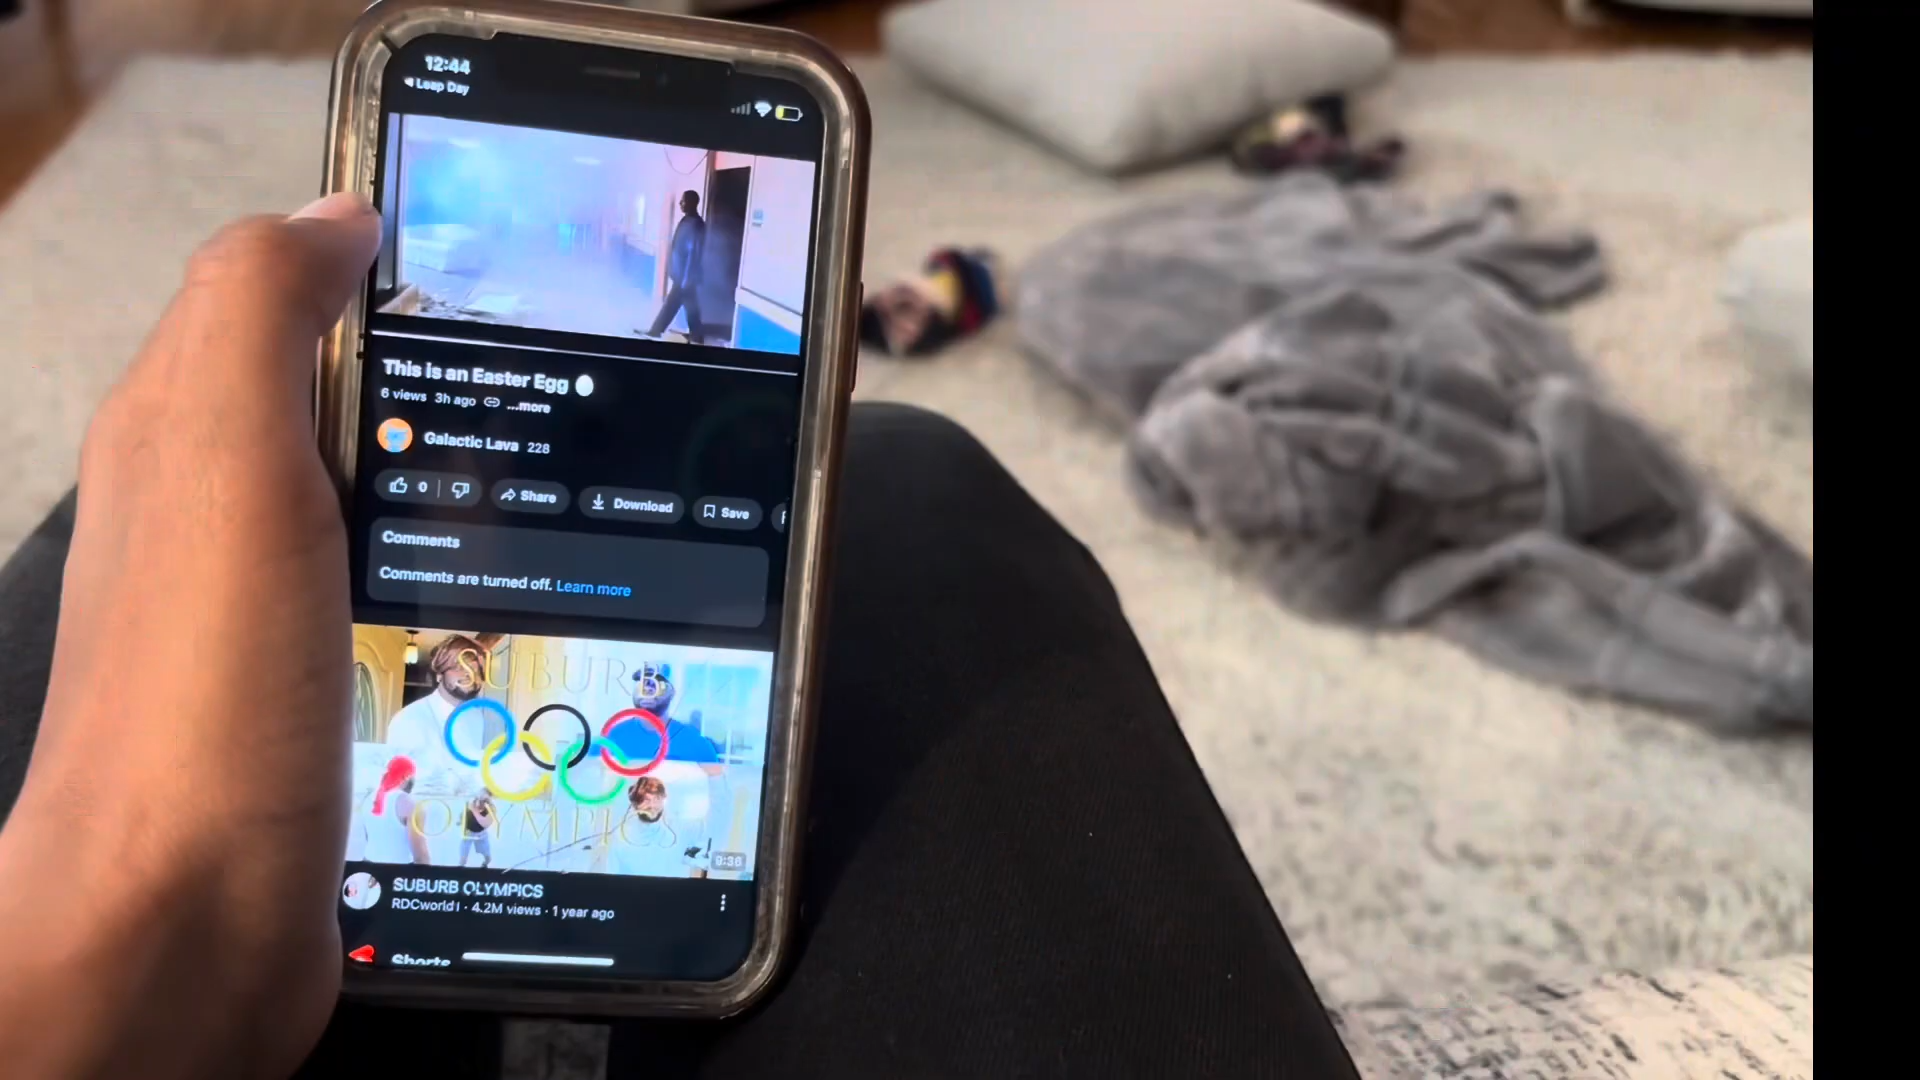 12:44
Leap Day
This is an Easter Egg
6 views 3h ago ...more
Galactic Lava 228
0 Share Download Save
Comments
Comments are turned off. Learn more
SUBURB
OLYMPICS
9:36
SUBURB OLYMPICS
RDCworld1 · 4.2M views · 1 year ago
Shorts